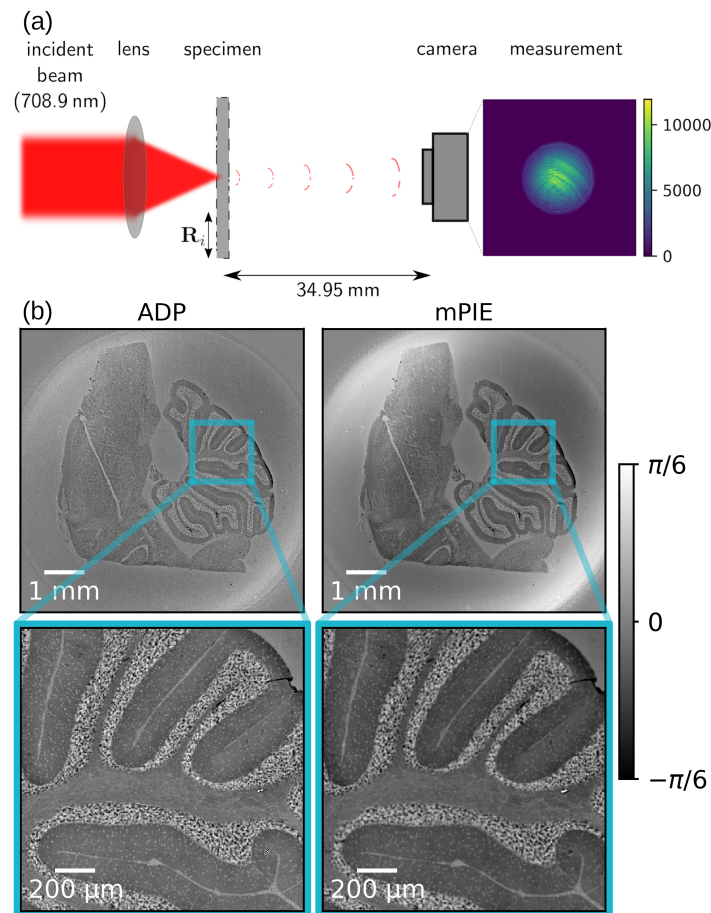 (a)
incident beam (708.9 nm)
lens
specimen
camera
measurement
10000
5000
0
R_i
34.95 mm
(b)
ADP
mPIE
1 mm
1 mm
π/6
0
−π/6
200 µm
200 µm